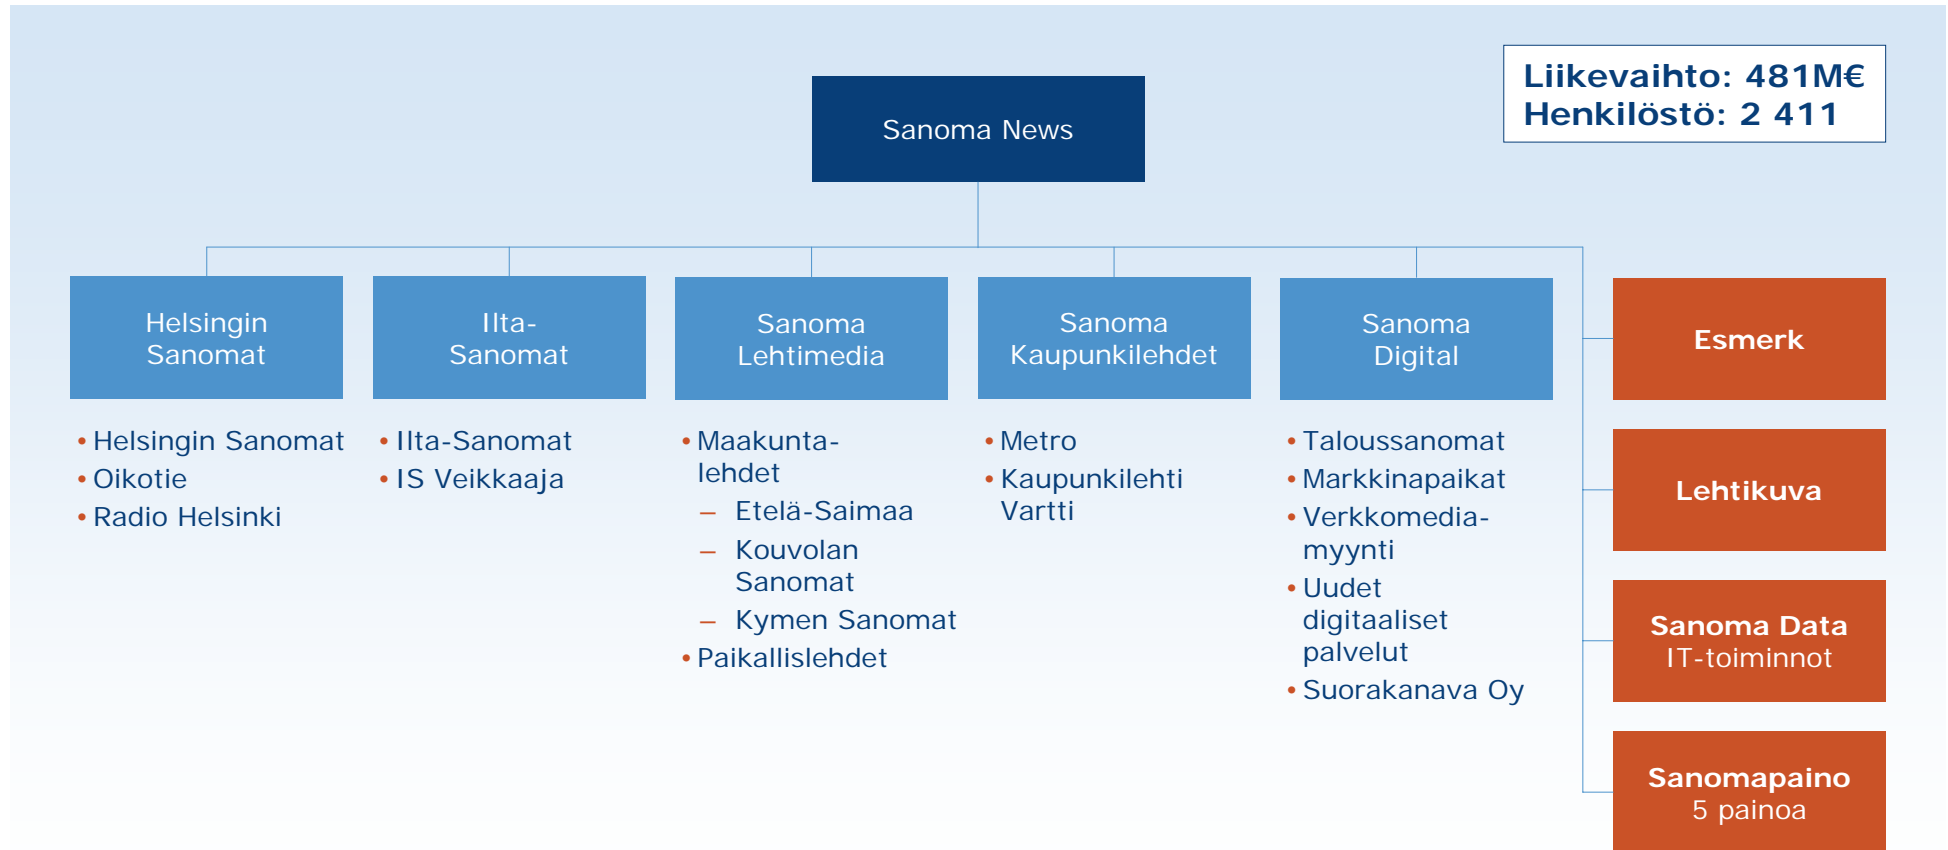 Liikevaihto: 481M€
Henkilöstö: 2 411
Sanoma News
Helsingin
Sanomat
• Helsingin Sanomat
• Oikotie
• Radio Helsinki
Ilta-
Sanomat
• Ilta-Sanomat
• IS Veikkaaja
Sanoma
Lehtimedia
• Maakunta-
lehdet
– Etelä-Saimaa
– Kouvolan
Sanomat
– Kymen Sanomat
• Paikallislehdet
Sanoma
Kaupunkilehdet
• Metro
• Kaupunkilehti
Vartti
Sanoma
Digital
• Taloussanomat
• Markkinapaikat
• Verkkomedia-
myynti
• Uudet
digitaaliset
palvelut
• Suorakanava Oy
Esmerk
Lehtikuva
Sanoma Data
IT-toiminnot
Sanomapaino
5 painoa